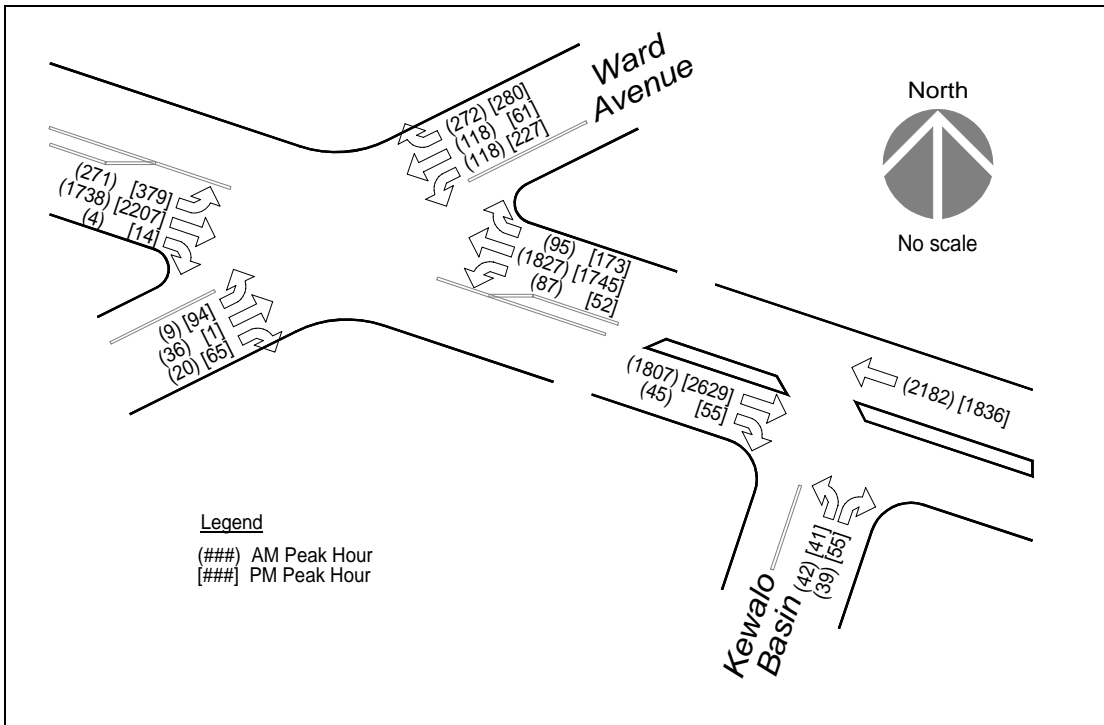 Ward
Avenue
North
No scale
(272) [280]
(118) [61]
(118) [227]
(271) [379]
(1738) [2207]
(4) [14]
(95) [173]
(1827) [1745]
(87) [52]
(9) [94]
(36) [1]
(20) [65]
(1807) [2629]
(45) [55]
(2182) [1836]
(42) [41]
(39) [55]
Kewalo
Basin
Legend
(###) AM Peak Hour
[###] PM Peak Hour